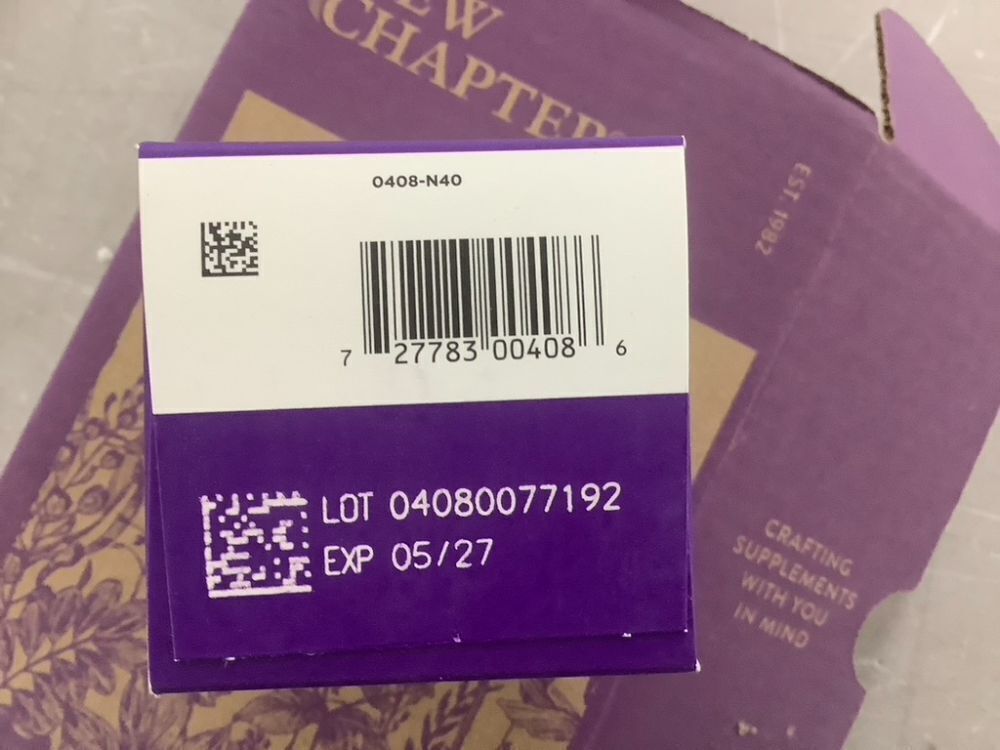 EW
CHAPTER
EST. 1982
0408-N40
7 27783 00408 6
LOT 04080077192
EXP 05/27
CRAFTING
SUPPLEMENTS
WITH YOU
IN MIND